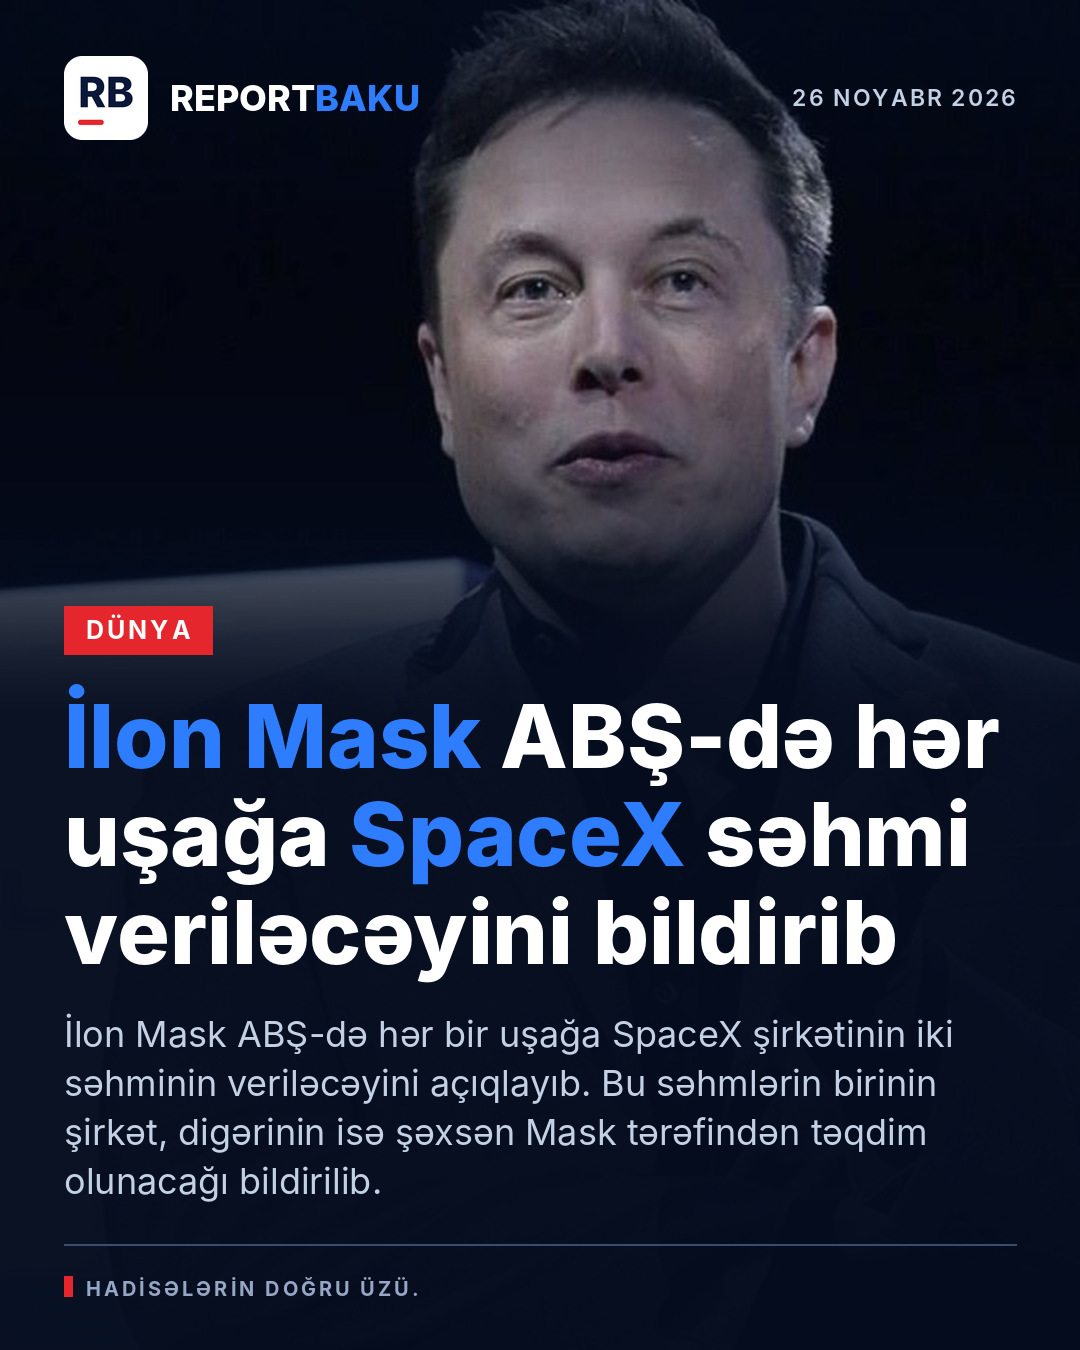 RB
REPORTBAKU
26 NOYABR 2026
DÜNYA
İlon Mask ABŞ-də hər
uşağa SpaceX səhmi
veriləcəyini bildirib
İlon Mask ABŞ-də hər bir uşağa SpaceX şirkətinin iki
səhminin veriləcəyini açıqlayıb. Bu səhmlərin birinin
şirkət, digərinin isə şəxsən Mask tərəfindən təqdim
olunacağı bildirilib.
HADİSƏLƏRİN DOĞRU ÜZÜ.